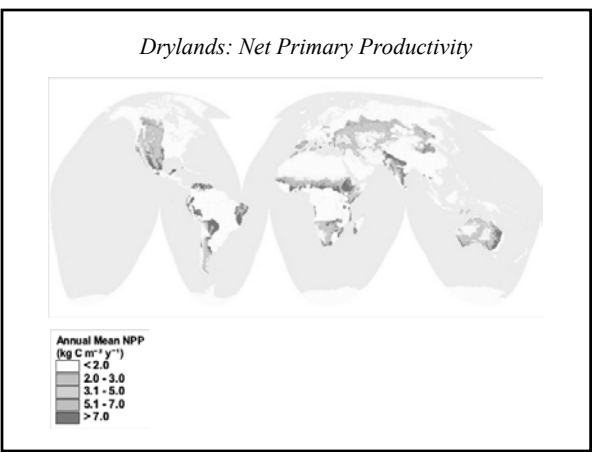 Drylands: Net Primary Productivity
Annual Mean NPP
(kg C m⁻² y⁻¹)
< 2.0
2.0 - 3.0
3.1 - 5.0
5.1 - 7.0
> 7.0